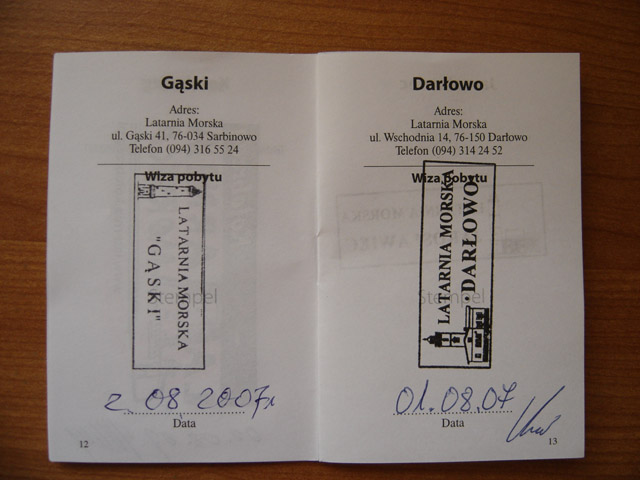 Gąski
Adres:
Latarnia Morska
ul. Gąski 41, 76-034 Sarbinowo
Telefon (094) 316 55 24
Wiza pobytu
LATARNIA MORSKA
"GĄSKI"
Stempel
2. 08 2007r
Data
12
Darłowo
Adres:
Latarnia Morska
ul. Wschodnia 14, 76-150 Darłowo
Telefon (094) 314 24 52
Wiza pobytu
LATARNIA MORSKA
DARŁOWO
Stempel
01.08.07
Data
13